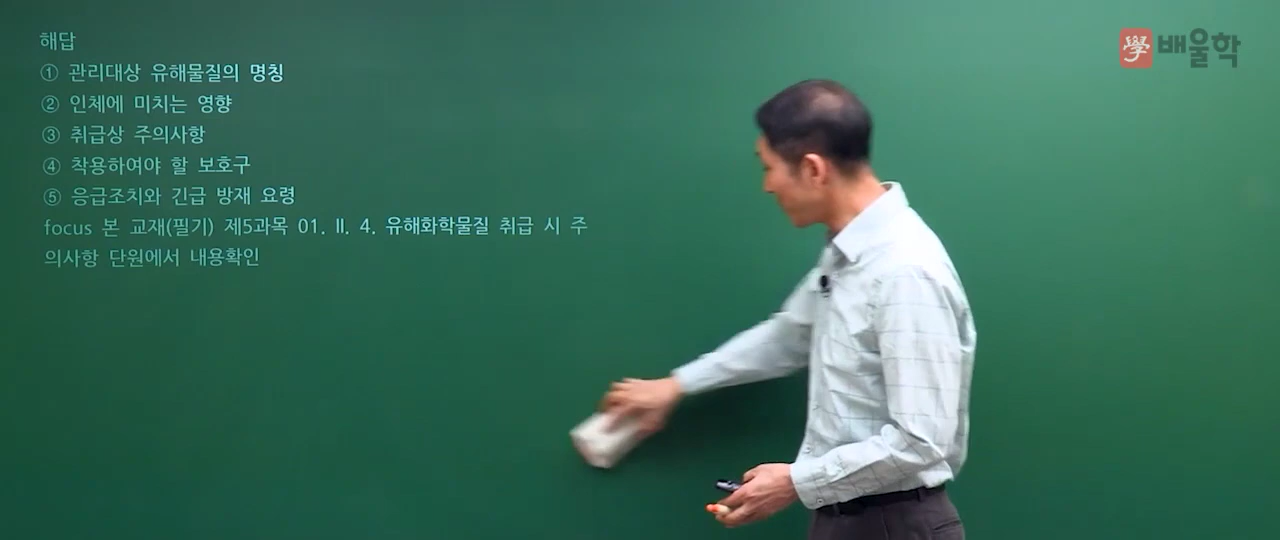 해답
① 관리대상 유해물질의 명칭
② 인체에 미치는 영향
③ 취급상 주의사항
④ 착용하여야 할 보호구
⑤ 응급조치와 긴급 방재 요령
focus 본 교재(필기) 제5과목 01. Ⅱ. 4. 유해화학물질 취급 시 주
의사항 단원에서 내용확인
學 배울학